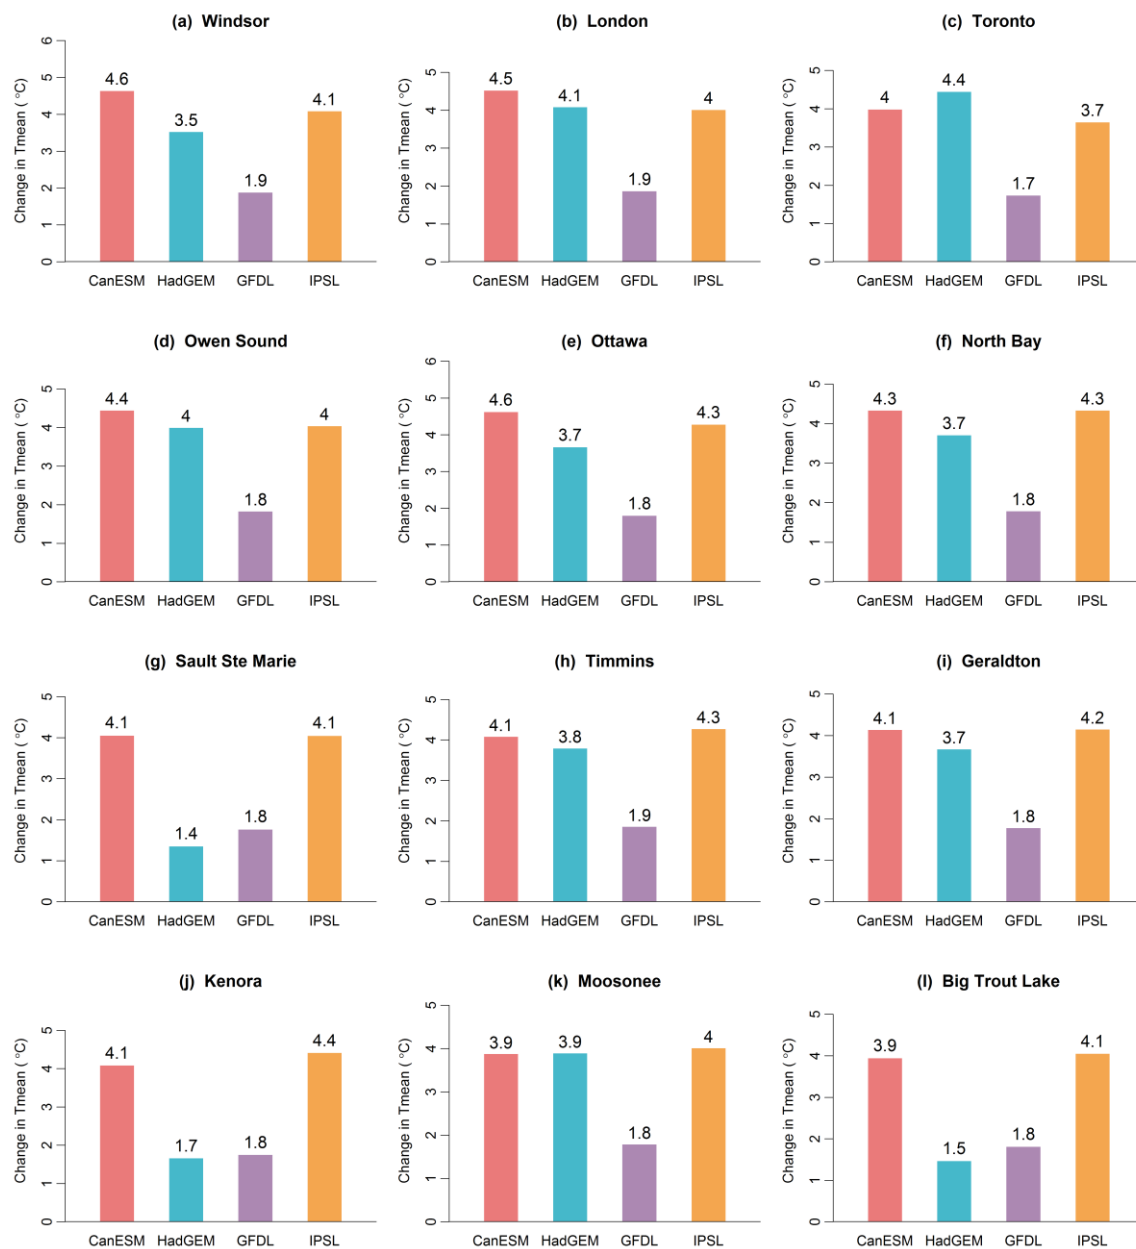 (a) Windsor
Change in Tmean ( °C)
0 1 2 3 4 5 6
4.6 3.5 1.9 4.1
CanESM HadGEM GFDL IPSL
(b) London
Change in Tmean ( °C)
0 1 2 3 4 5
4.5 4.1 1.9 4
CanESM HadGEM GFDL IPSL
(c) Toronto
Change in Tmean ( °C)
0 1 2 3 4 5
4 4.4 1.7 3.7
CanESM HadGEM GFDL IPSL
(d) Owen Sound
Change in Tmean ( °C)
0 1 2 3 4 5
4.4 4 1.8 4
CanESM HadGEM GFDL IPSL
(e) Ottawa
Change in Tmean ( °C)
0 1 2 3 4 5 6
4.6 3.7 1.8 4.3
CanESM HadGEM GFDL IPSL
(f) North Bay
Change in Tmean ( °C)
0 1 2 3 4 5
4.3 3.7 1.8 4.3
CanESM HadGEM GFDL IPSL
(g) Sault Ste Marie
Change in Tmean ( °C)
0 1 2 3 4 5
4.1 1.4 1.8 4.1
CanESM HadGEM GFDL IPSL
(h) Timmins
Change in Tmean ( °C)
0 1 2 3 4 5
4.1 3.8 1.9 4.3
CanESM HadGEM GFDL IPSL
(i) Geraldton
Change in Tmean ( °C)
0 1 2 3 4 5
4.1 3.7 1.8 4.2
CanESM HadGEM GFDL IPSL
(j) Kenora
Change in Tmean ( °C)
0 1 2 3 4 5
4.1 1.7 1.8 4.4
CanESM HadGEM GFDL IPSL
(k) Moosonee
Change in Tmean ( °C)
0 1 2 3 4 5
3.9 3.9 1.8 4
CanESM HadGEM GFDL IPSL
(l) Big Trout Lake
Change in Tmean ( °C)
0 1 2 3 4 5
3.9 1.5 1.8 4.1
CanESM HadGEM GFDL IPSL